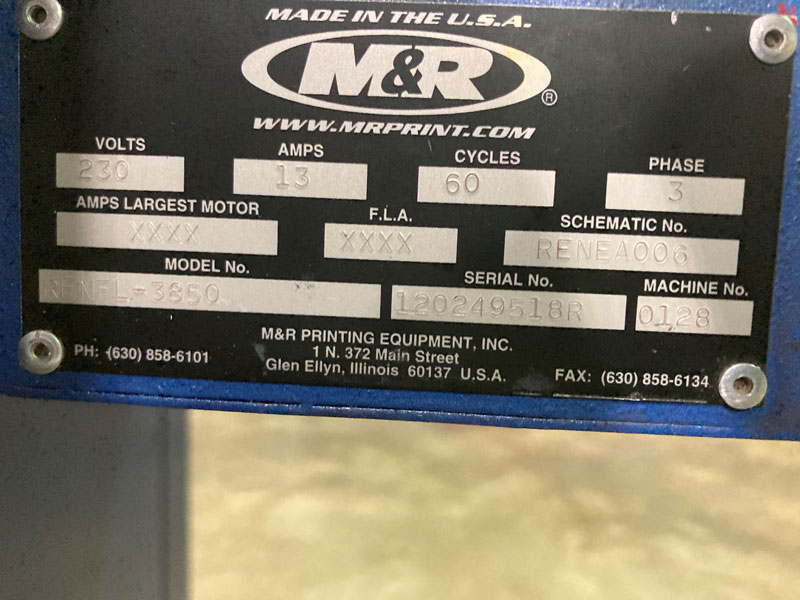 MADE IN THE U.S.A.
M&R®
WWW.MRPRINT.COM
VOLTS AMPS CYCLES PHASE
230 13 60 3
AMPS LARGEST MOTOR F.L.A. SCHEMATIC No.
XXXX XXXX RENEA006
MODEL No. SERIAL No. MACHINE No.
RENFL-3850 120249518R 0128
M&R PRINTING EQUIPMENT, INC.
PH: (630) 858-6101 1 N. 372 Main Street
Glen Ellyn, Illinois 60137 U.S.A. FAX: (630) 858-6134